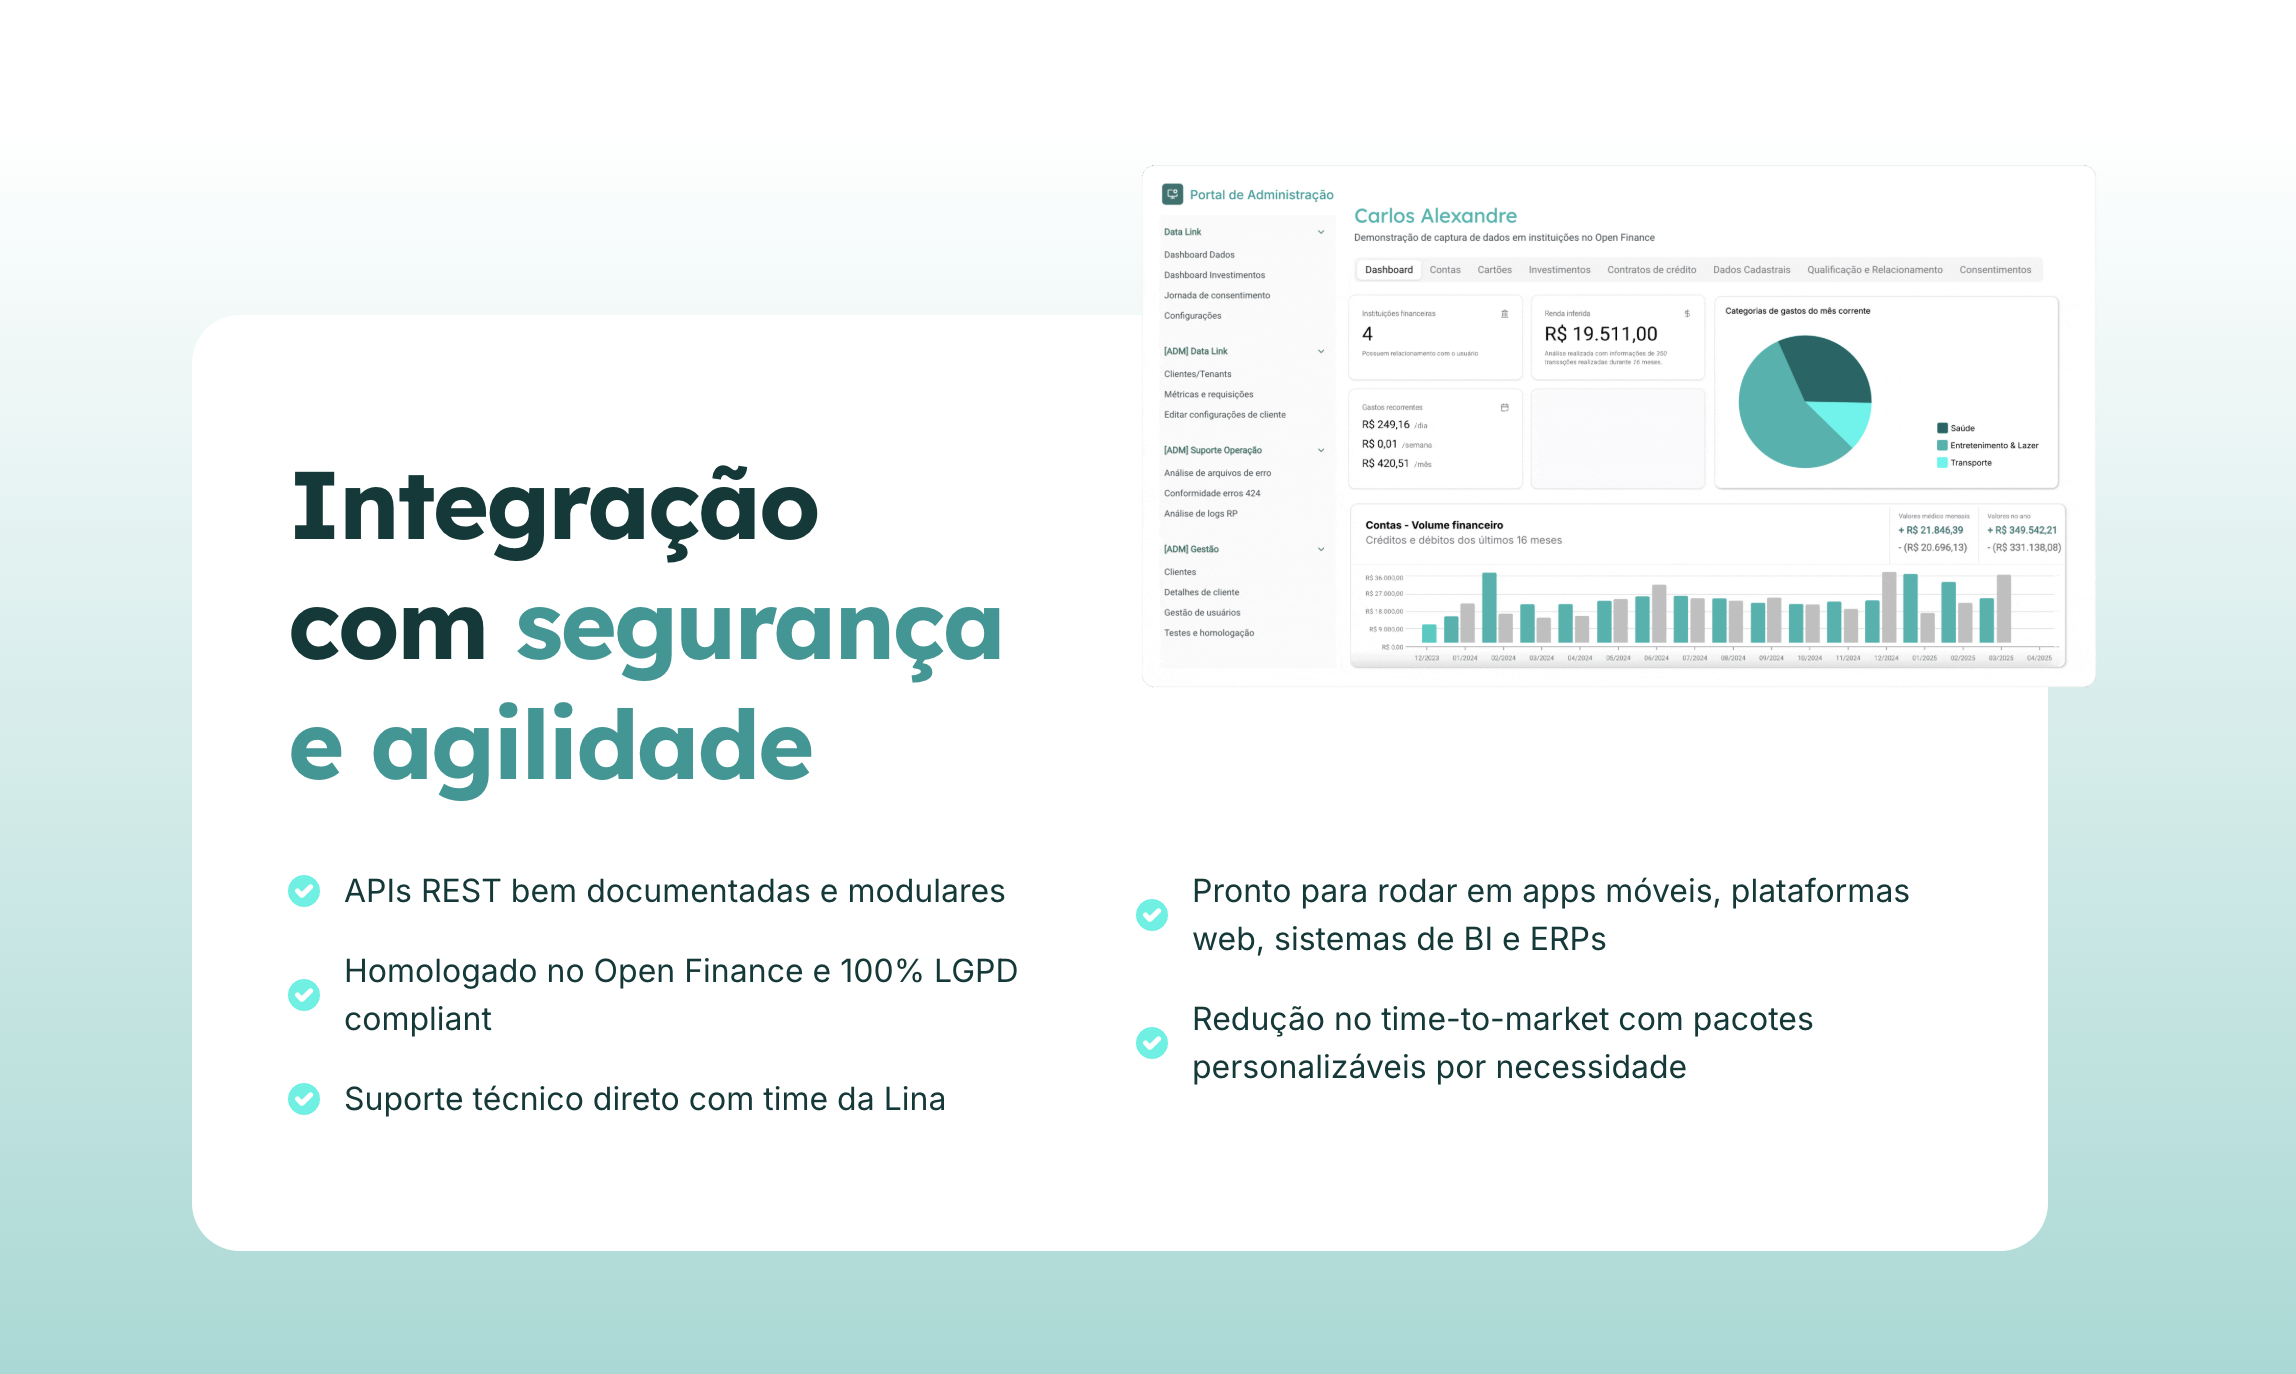 Portal de Administração
Data Link
Dashboard Dados
Dashboard Investimentos
Jornada de consentimento
Configurações
[ADM] Data Link
Clientes/Tenants
Métricas e requisições
Editar configurações de cliente
[ADM] Suporte Operação
Análise de arquivos de erro
Conformidade erros 424
Análise de logs RP
[ADM] Gestão
Clientes
Detalhes de cliente
Gestão de usuários
Testes e homologação
Carlos Alexandre
Demonstração de captura de dados em instituições no Open Finance
Dashboard Contas Cartões Investimentos Contratos de crédito Dados Cadastrais Qualificação e Relacionamento Consentimentos
Instituições financeiras
4
Possuem relacionamento com o usuário
Renda inferida
R$ 19.511,00
Análise realizada com informações de 350
transações realizadas durante 16 meses.
Gastos recorrentes
R$ 249,16 /dia
R$ 0,01 /semana
R$ 420,51 /mês
Categorias de gastos do mês corrente
Saúde
Entretenimento & Lazer
Transporte
Contas - Volume financeiro
Créditos e débitos dos últimos 16 meses
Valores médico mensais
+ R$ 21.846,39
- (R$ 20.696,13)
Valores no ano
+ R$ 349.542,21
- (R$ 331.138,08)
R$ 36.000,00
R$ 27.000,00
R$ 18.000,00
R$ 9.000,00
R$ 0,00
12/2023 01/2024 02/2024 03/2024 04/2024 05/2024 06/2024 07/2024 08/2024 09/2024 10/2024 11/2024 12/2024 01/2025 02/2025 03/2025 04/2025
Integração
com segurança
e agilidade
APIs REST bem documentadas e modulares
Homologado no Open Finance e 100% LGPD
compliant
Suporte técnico direto com time da Lina
Pronto para rodar em apps móveis, plataformas
web, sistemas de BI e ERPs
Redução no time-to-market com pacotes
personalizáveis por necessidade